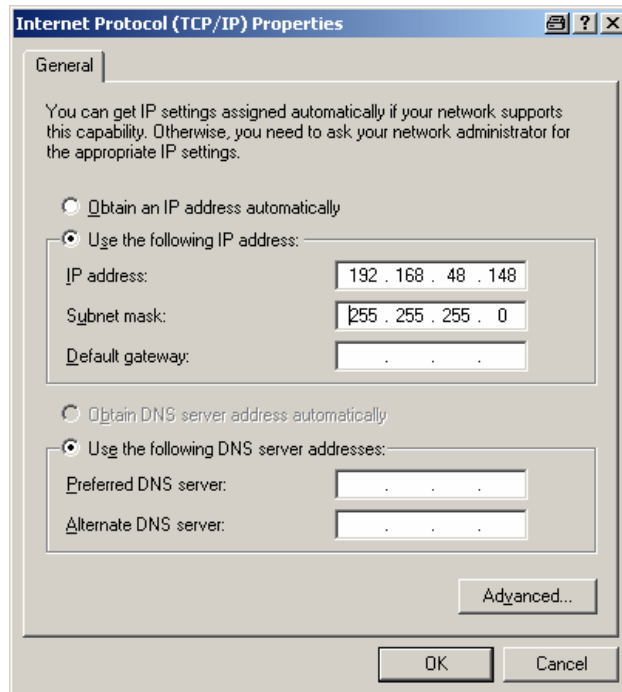 Internet Protocol (TCP/IP) Properties
General
You can get IP settings assigned automatically if your network supports
this capability. Otherwise, you need to ask your network administrator for
the appropriate IP settings.
Obtain an IP address automatically
Use the following IP address:
IP address: 192 . 168 . 48 . 148
Subnet mask: 255 . 255 . 255 . 0
Default gateway: . . .
Obtain DNS server address automatically
Use the following DNS server addresses:
Preferred DNS server: . . .
Alternate DNS server: . . .
Advanced...
OK Cancel